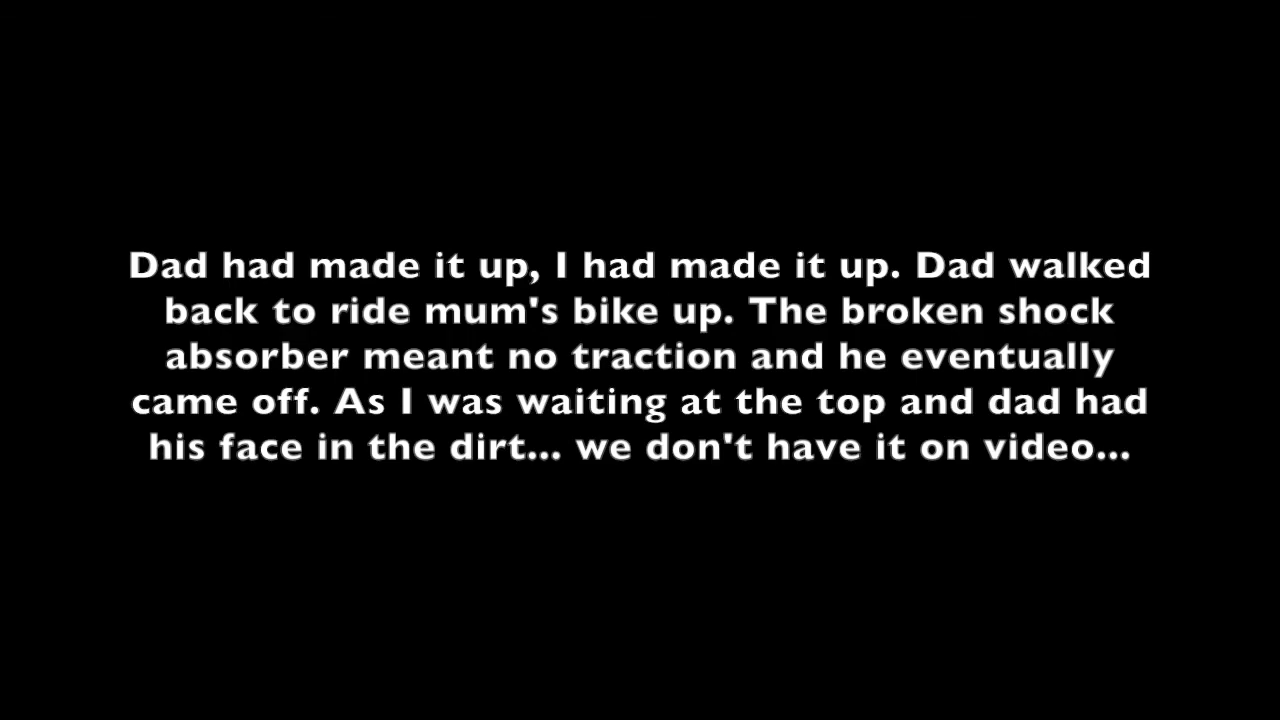 Dad had made it up, I had made it up. Dad walked
back to ride mum's bike up. The broken shock
absorber meant no traction and he eventually
came off. As I was waiting at the top and dad had
his face in the dirt... we don't have it on video...